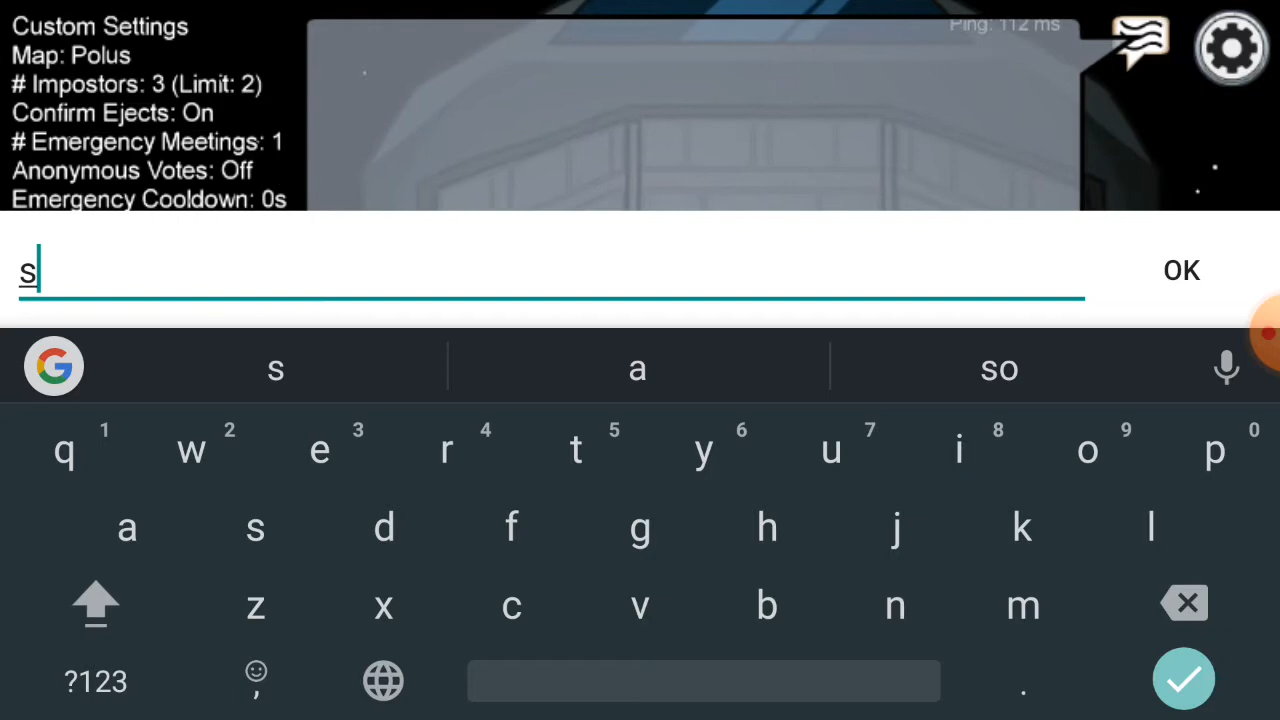 Custom Settings
Map: Polus
# Impostors: 3 (Limit: 2)
Confirm Ejects: On
# Emergency Meetings: 1
Anonymous Votes: Off
Emergency Cooldown: 0s
Ping: 112 ms
s
OK
s a so
q 1 w 2 e 3 r 4 t 5 y 6 u 7 i 8 o 9 p 0
a s d f g h j k l
z x c v b n m
?123 , .